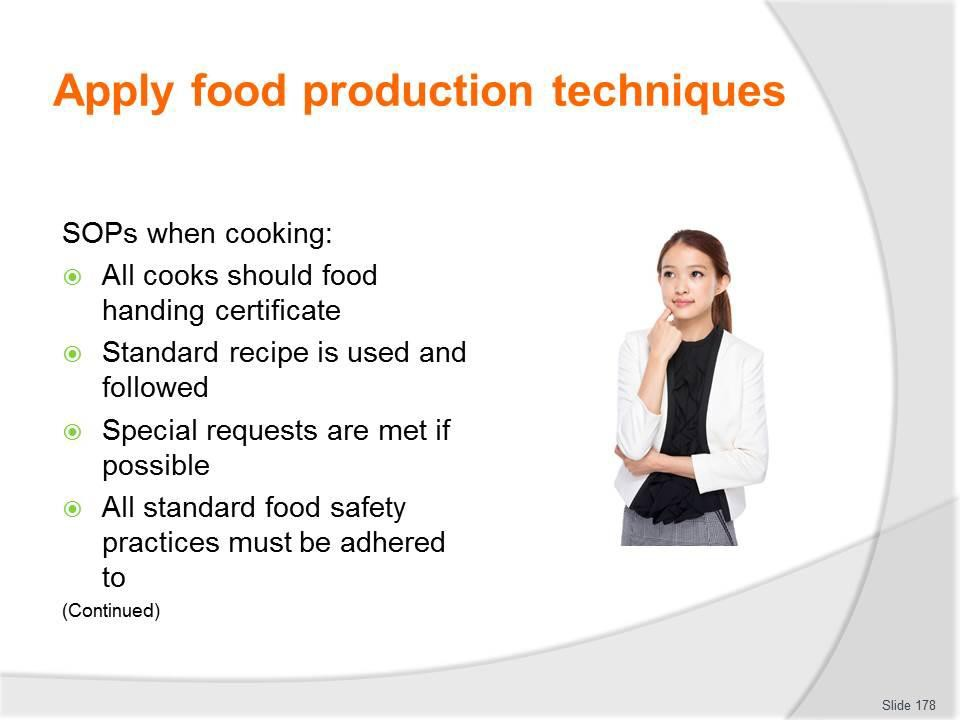 Apply food production techniques
SOPs when cooking:
All cooks should food
handing certificate
Standard recipe is used and
followed
Special requests are met if
possible
All standard food safety
practices must be adhered
to
(Continued)
Slide 178